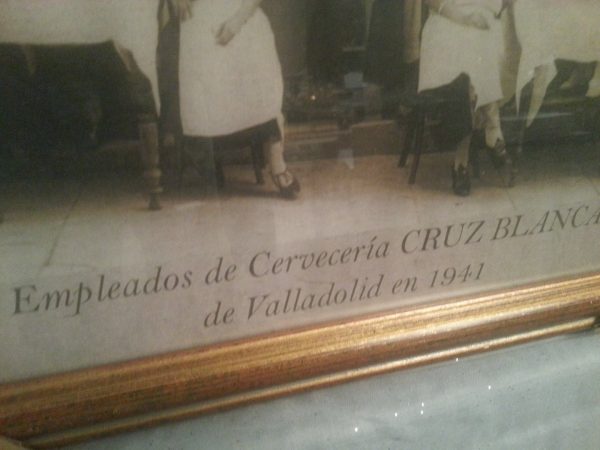 Empleados de Cervecería CRUZ BLANCA
de Valladolid en 1941